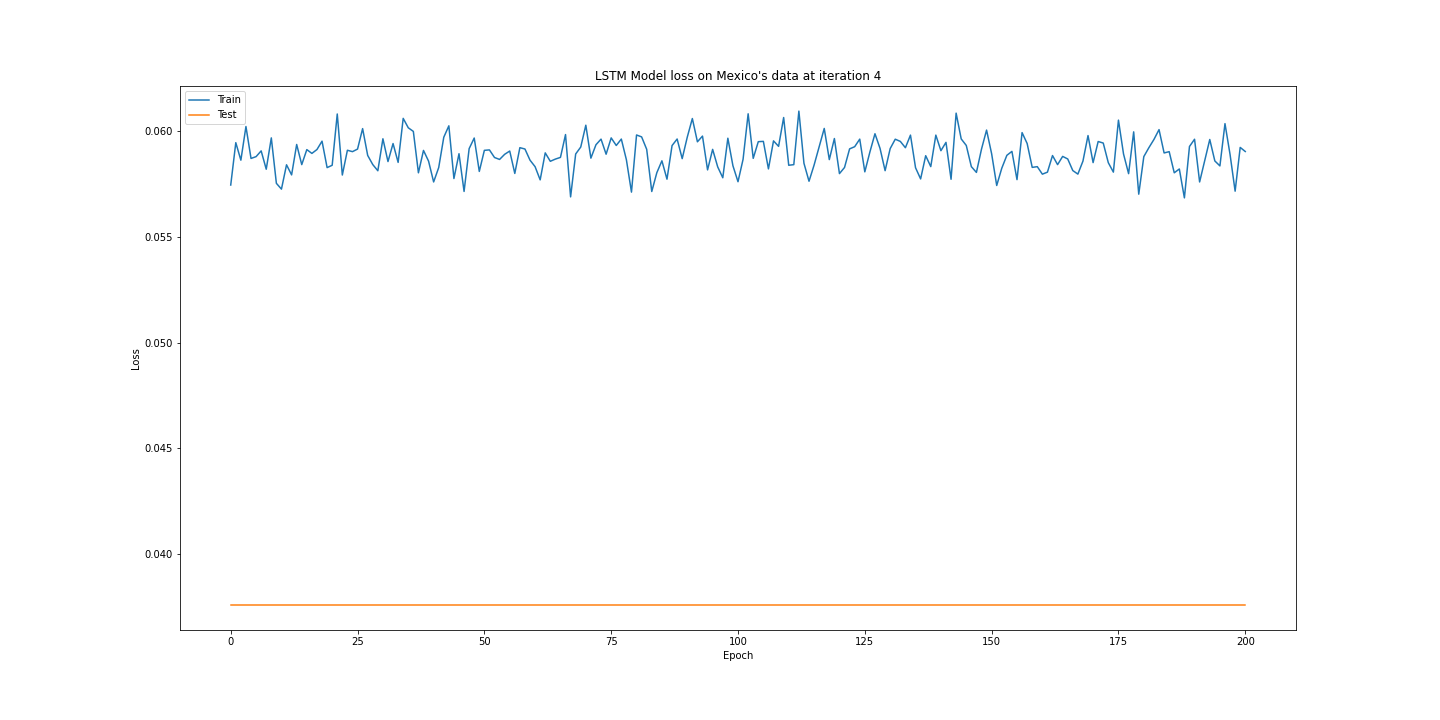 LSTM Model loss on Mexico's data at iteration 4
Train
Test
0.060
0.055
0.050
0.045
0.040
Loss
0 25 50 75 100 125 150 175 200
Epoch